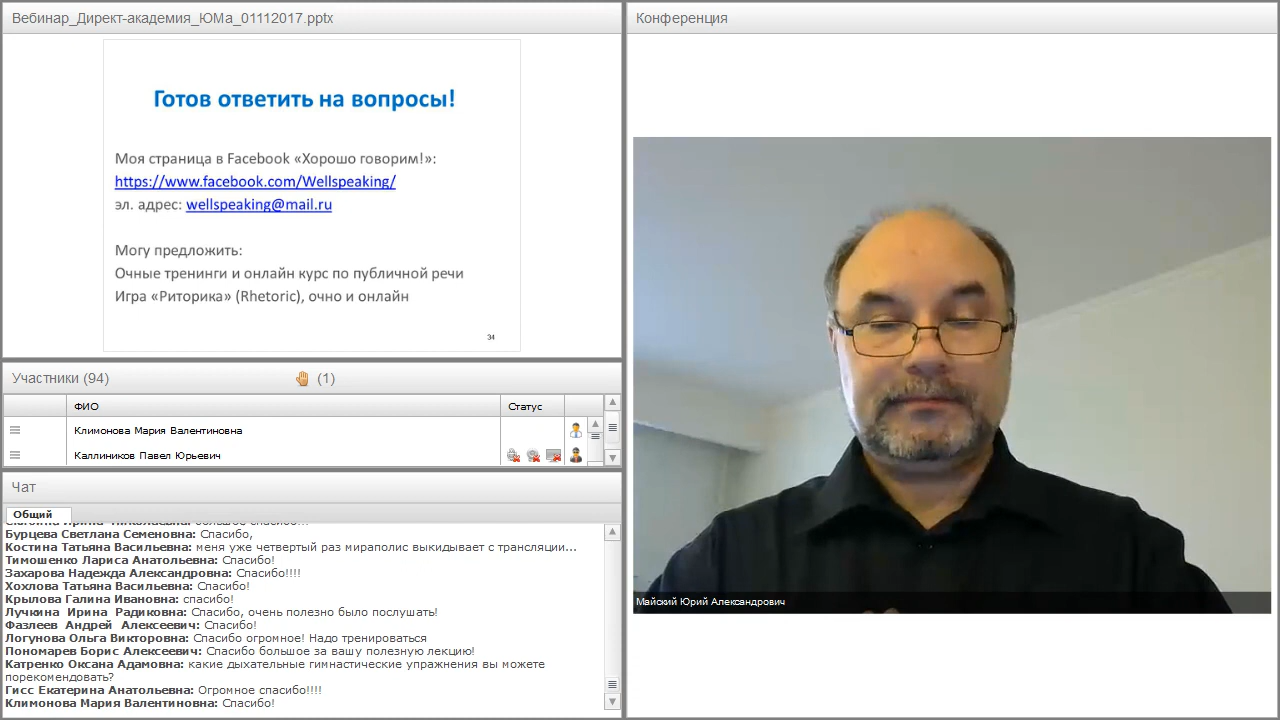 Вебинар_Директ-академия_ЮМа_01112017.pptx
Готов ответить на вопросы!
Моя страница в Facebook «Хорошо говорим!»:
https://www.facebook.com/Wellspeaking/
эл. адрес: wellspeaking@mail.ru
Могу предложить:
Очные тренинги и онлайн курс по публичной речи
Игра «Риторика» (Rhetoric), очно и онлайн
34
Участники (94)
(1)
ФИО
Статус
Климонова Мария Валентиновна
Каллиников Павел Юрьевич
Чат
Общий
Бурцева Светлана Семеновна: Спасибо,
Костина Татьяна Васильевна: меня уже четвертый раз мираполис выкидывает с трансляции...
Тимошенко Лариса Анатольевна: Спасибо!
Захарова Надежда Александровна: Спасибо!!!!
Хохлова Татьяна Васильевна: Спасибо!
Крылова Галина Ивановна: спасибо!
Лучкина Ирина Радиковна: Спасибо, очень полезно было послушать!
Фазлеев Андрей Алексеевич: Спасибо!
Логунова Ольга Викторовна: Спасибо огромное! Надо тренироваться
Пономарев Борис Алексеевич: Спасибо большое за вашу полезную лекцию!
Катренко Оксана Адамовна: какие дыхательные гимнастические упражнения вы можете
порекомендовать?
Гисс Екатерина Анатольевна: Огромное спасибо!!!!
Климонова Мария Валентиновна: Спасибо!
Конференция
Майский Юрий Александрович